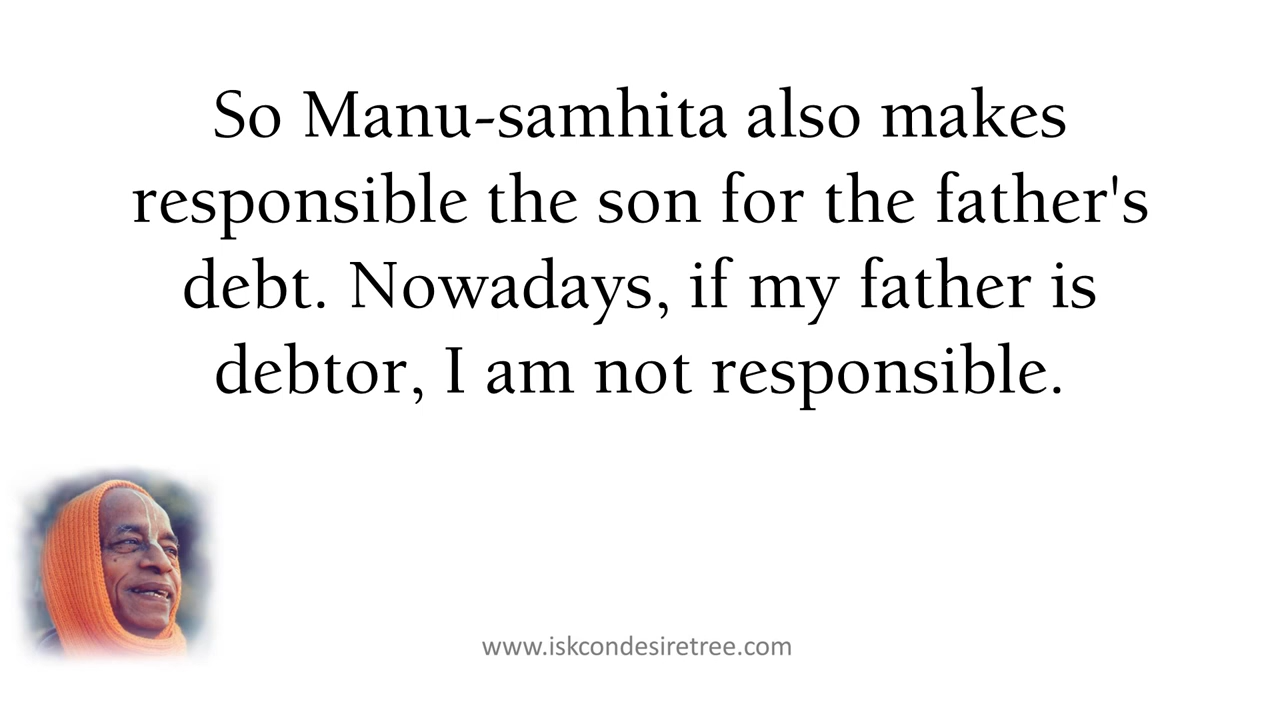 So Manu-samhita also makes
responsible the son for the father's
debt. Nowadays, if my father is
debtor, I am not responsible.
www.iskcondesiretree.com